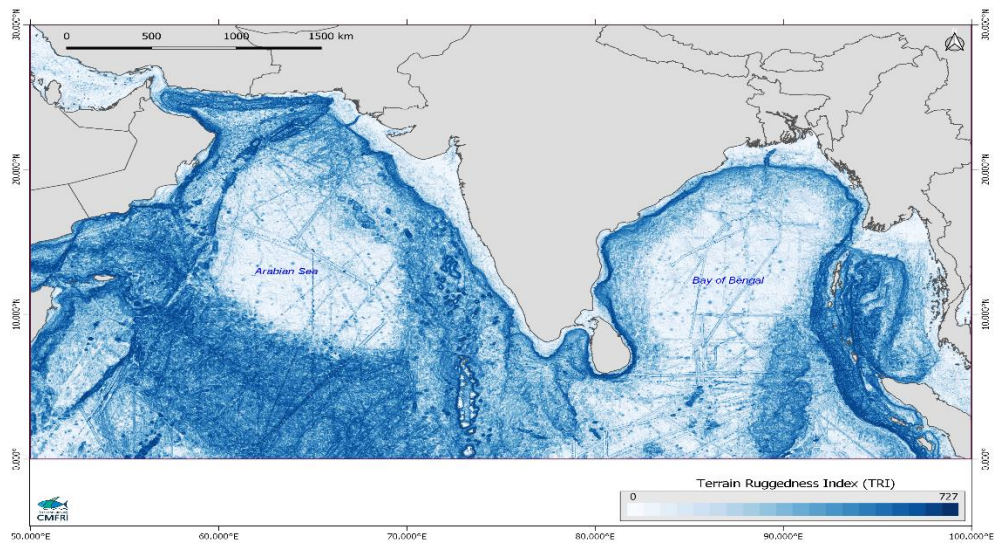 0 500 1000 1500 km
30.000°N 30.000°N
20.000°N 20.000°N
Arabian Sea
Bay of Bengal
10.000°N 10.000°N
0.000° 0.000°
Terrain Ruggedness Index (TRI)
0 727
CMFRI
50.000°E 60.000°E 70.000°E 80.000°E 90.000°E 100.000°E